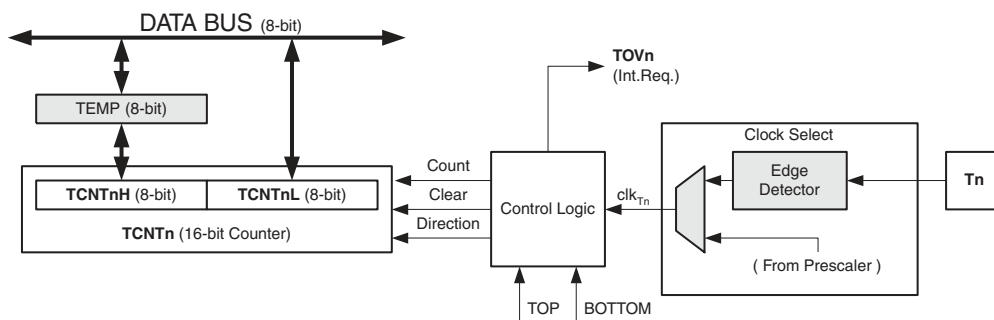 DATA BUS (8-bit)
TOVn
(Int.Req.)
TEMP (8-bit)
Clock Select
Count
Edge
Detector
Tn
TCNTnH (8-bit)
TCNTnL (8-bit)
Clear
Control Logic
clkTn
TCNTn (16-bit Counter)
Direction
( From Prescaler )
TOP
BOTTOM